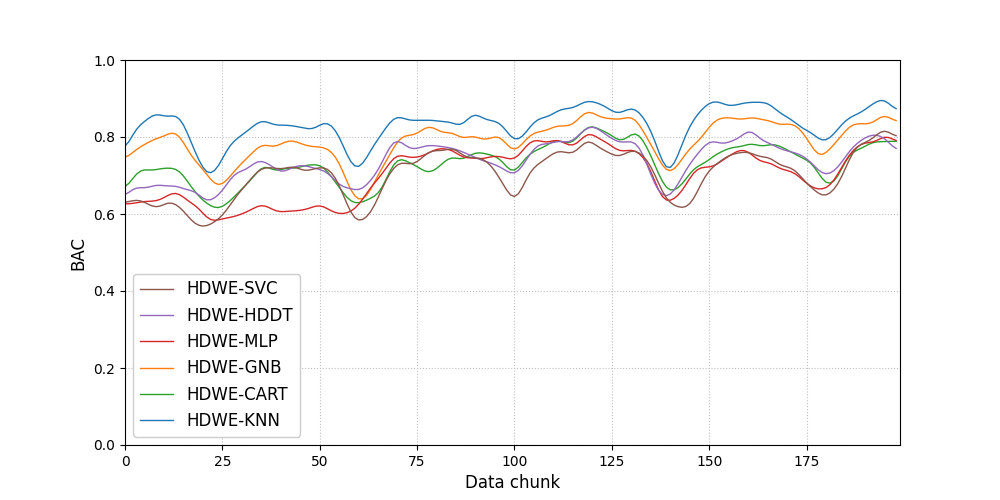 1.0
0.8
0.6
0.4
0.2
0.0
BAC
HDWE-SVC
HDWE-HDDT
HDWE-MLP
HDWE-GNB
HDWE-CART
HDWE-KNN
0 25 50 75 100 125 150 175
Data chunk